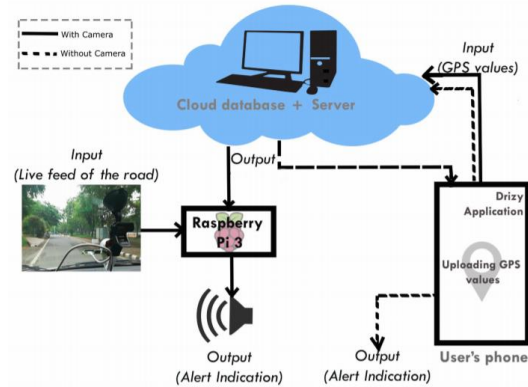 With Camera
Without Camera
Input
(GPS values)
Cloud database + Server
Input
(Live feed of the road)
Output
Raspberry
Pi 3
Drizy
Application
Uploading GPS
values
Output
(Alert Indication)
Output
(Alert Indication)
User's phone